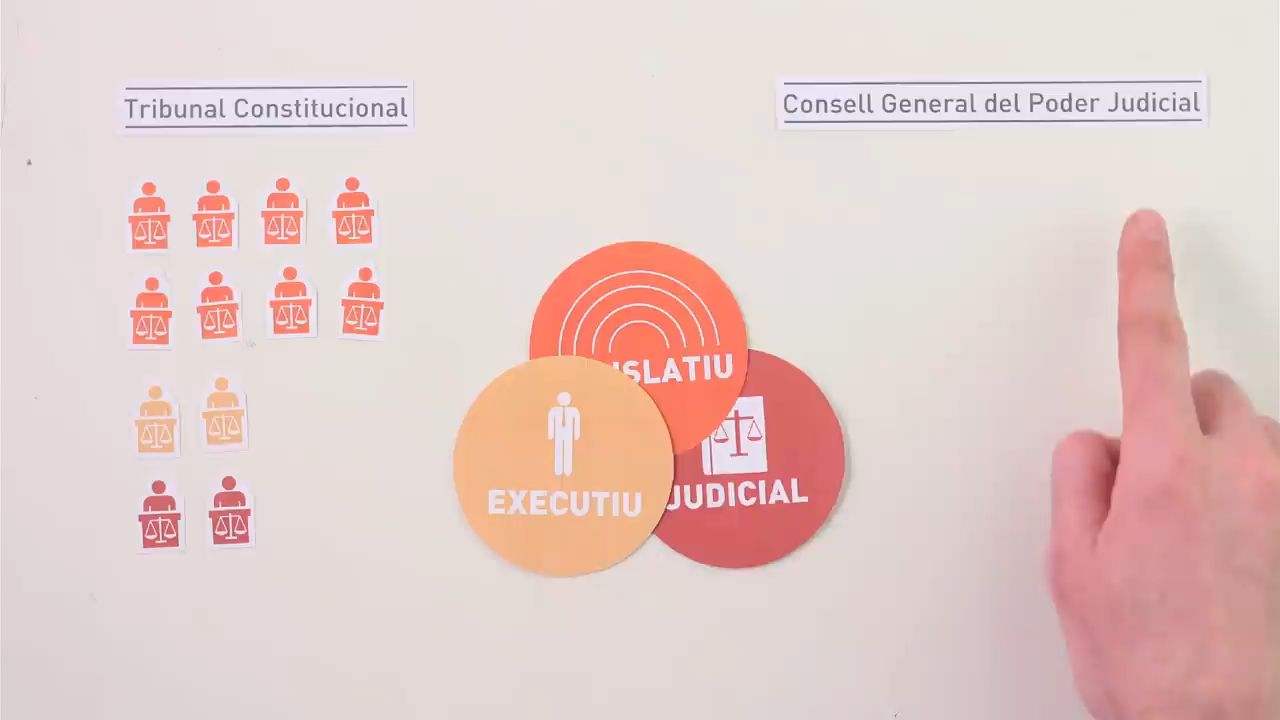 Tribunal Constitucional
Consell General del Poder Judicial
ISLATIU
EXECUTIU
JUDICIAL